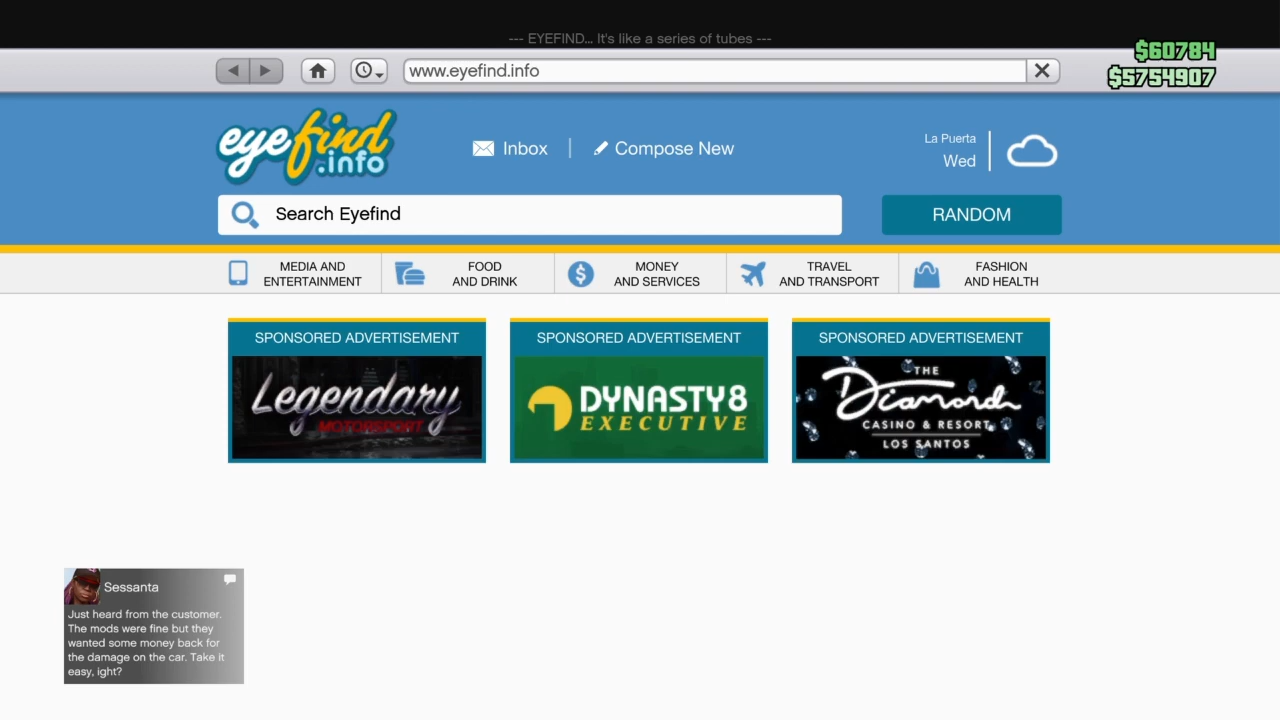 --- EYEFIND... It's like a series of tubes ---
$60784
www.eyefind.info
$5754907
eyefind
.info
Inbox
Compose New
La Puerta
Wed
Search Eyefind
RANDOM
MEDIA AND
ENTERTAINMENT
FOOD
AND DRINK
MONEY
AND SERVICES
TRAVEL
AND TRANSPORT
FASHION
AND HEALTH
SPONSORED ADVERTISEMENT
Legendary
MOTORSPORT
SPONSORED ADVERTISEMENT
DYNASTY8
EXECUTIVE
SPONSORED ADVERTISEMENT
THE
Diamond
CASINO & RESORT
LOS SANTOS
Sessanta
Just heard from the customer.
The mods were fine but they
wanted some money back for
the damage on the car. Take it
easy, ight?